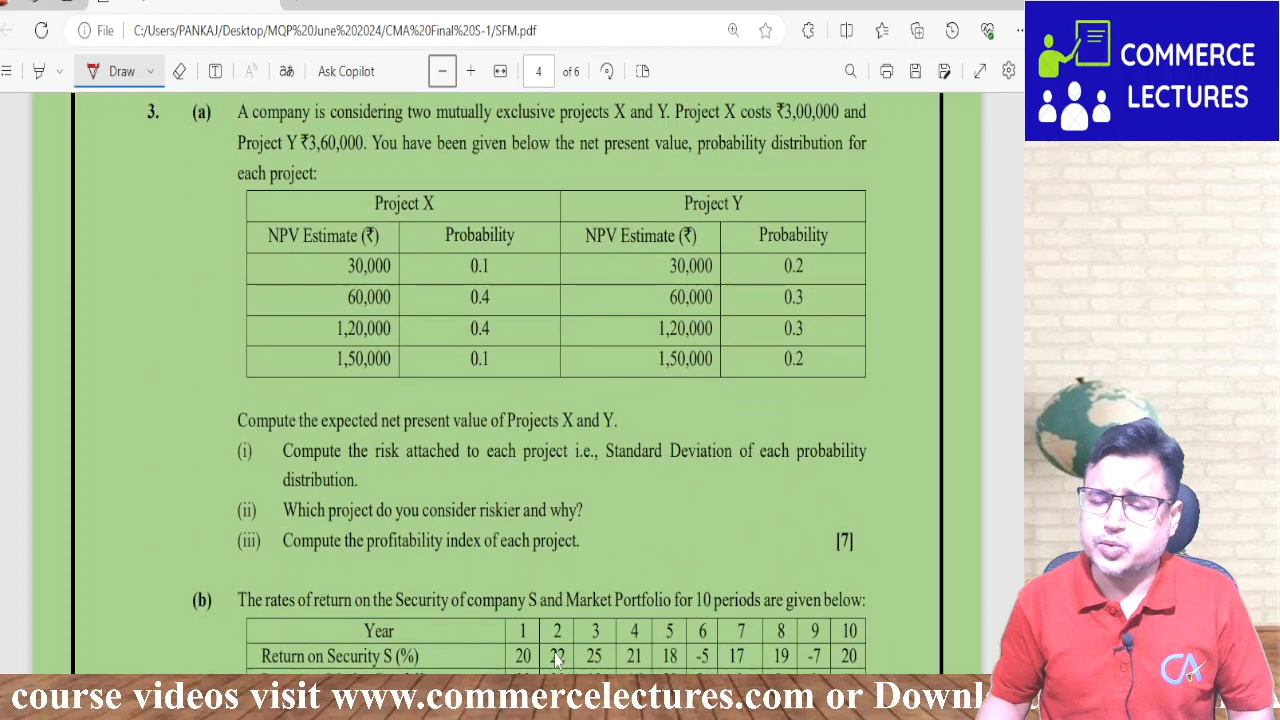 File C:/Users/PANKAJ/Desktop/MQP%20June%202024/CMA%20Final%20S-1/SFM.pdf
Draw Ask Copilot 4 of 6
COMMERCE
LECTURES
3. (a) A company is considering two mutually exclusive projects X and Y. Project X costs ₹3,00,000 and
Project Y ₹3,60,000. You have been given below the net present value, probability distribution for
each project:
Project X Project Y
NPV Estimate (₹) Probability NPV Estimate (₹) Probability
30,000 0.1 30,000 0.2
60,000 0.4 60,000 0.3
1,20,000 0.4 1,20,000 0.3
1,50,000 0.1 1,50,000 0.2
Compute the expected net present value of Projects X and Y.
(i) Compute the risk attached to each project i.e., Standard Deviation of each probability
distribution.
(ii) Which project do you consider riskier and why?
(iii) Compute the profitability index of each project. [7]
(b) The rates of return on the Security of company S and Market Portfolio for 10 periods are given below:
Year 1 2 3 4 5 6 7 8 9 10
Return on Security S (%) 20 22 25 21 18 -5 17 19 -7 20
CA
course videos visit www.commercelectures.com or Down